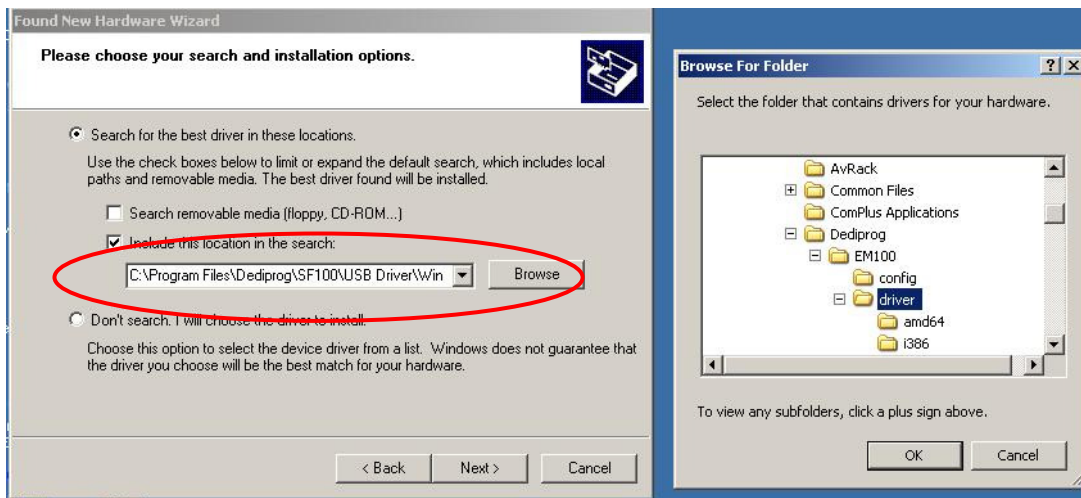 Found New Hardware Wizard
Please choose your search and installation options.
Search for the best driver in these locations.
Use the check boxes below to limit or expand the default search, which includes local
paths and removable media. The best driver found will be installed.
Search removable media (floppy, CD-ROM...)
Include this location in the search:
C:\Program Files\Dediprog\SF100\USB Driver\Win
Browse
Don't search. I will choose the driver to install.
Choose this option to select the device driver from a list. Windows does not guarantee that
the driver you choose will be the best match for your hardware.
< Back
Next >
Cancel
Browse For Folder
Select the folder that contains drivers for your hardware.
AvRack
Common Files
ComPlus Applications
Dediprog
EM100
config
driver
amd64
i386
To view any subfolders, click a plus sign above.
OK
Cancel